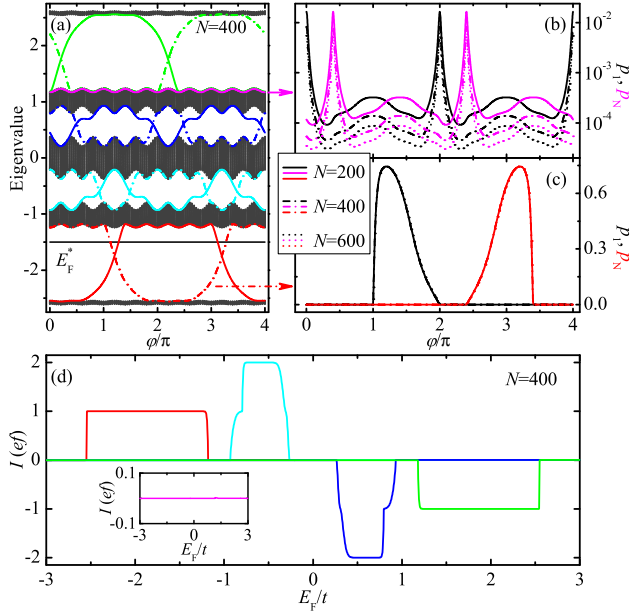 (a)
N=400
Eigenvalue
2
1
0
-1
-2
E*F
0
1
2
3
4
φ/π
(b)
10⁻²
10⁻³
10⁻⁴
p₁, pN
(c)
N=200
N=400
N=600
0.6
0.3
0.0
p₁, pN
0
1
2
3
4
φ/π
(d)
N=400
I (ef)
2
1
0
-1
-2
0.1
-0.1
I (ef)
-3
0
3
EF/t
-3
-2
-1
0
1
2
3
EF/t